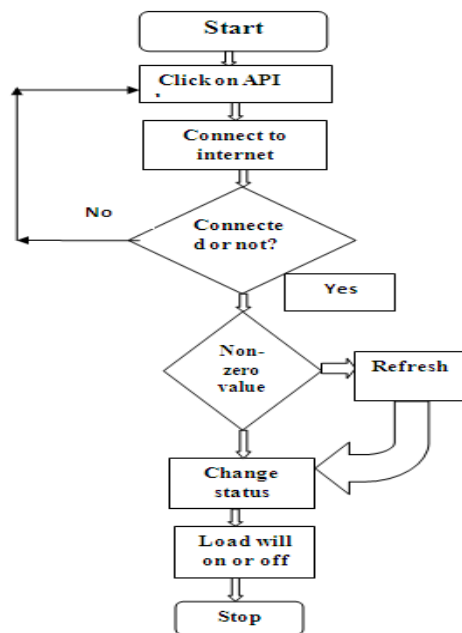 Start
Click on API
Connect to
internet
No
Connecte
d or not?
Yes
Non-
zero
value
Refresh
Change
status
Load will
on or off
Stop